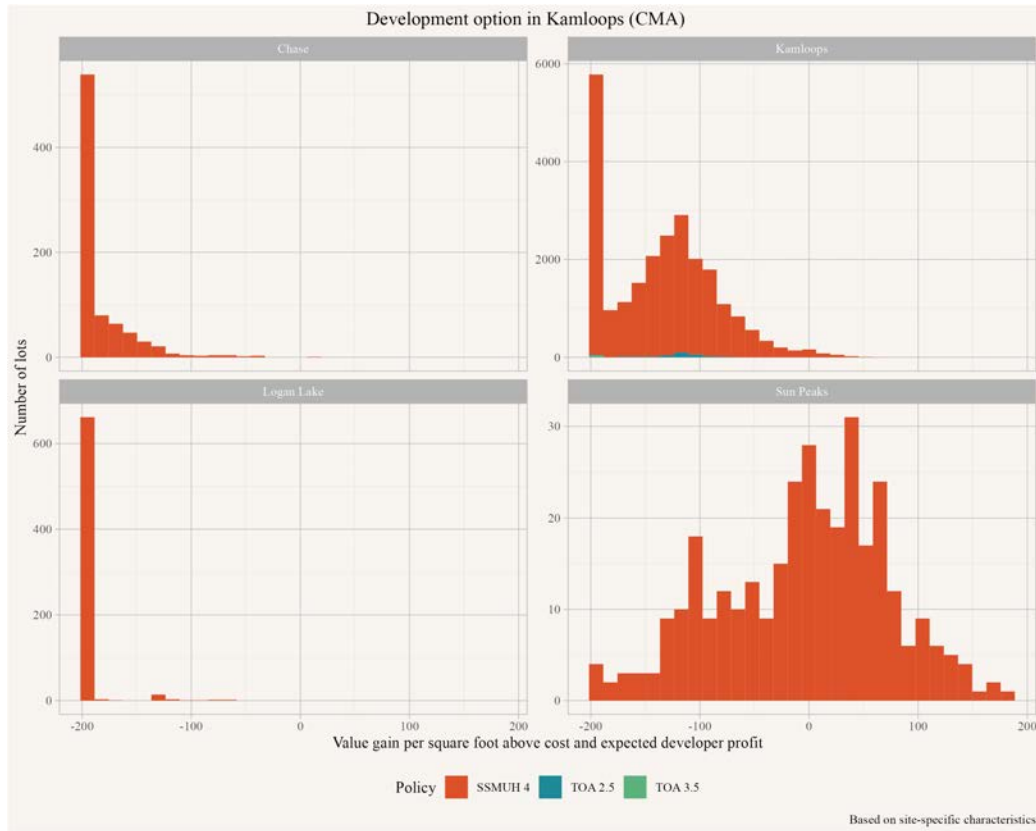 Development option in Kamloops (CMA)
Chase
Kamloops
400
200
0
6000
4000
2000
0
Number of lots
Logan Lake
Sun Peaks
600
400
200
0
30
20
10
0
-200 -100 0 100 200
-200 -100 0 100 200
Value gain per square foot above cost and expected developer profit
Policy SSMUH 4 TOA 2.5 TOA 3.5
Based on site-specific characteristics